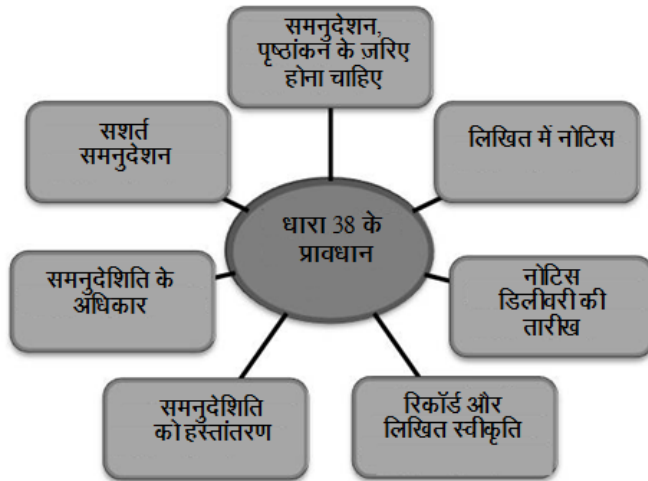 समनुदेशन,
पृष्ठांकन के ज़रिए
होना चाहिए
सशर्त
समनुदेशन
लिखित में नोटिस
धारा 38 के
प्रावधान
समनुदेशिति के
अधिकार
नोटिस
डिलीवरी की
तारीख
समनुदेशिति
को हस्तांतरण
रिकॉर्ड और
लिखित स्वीकृति